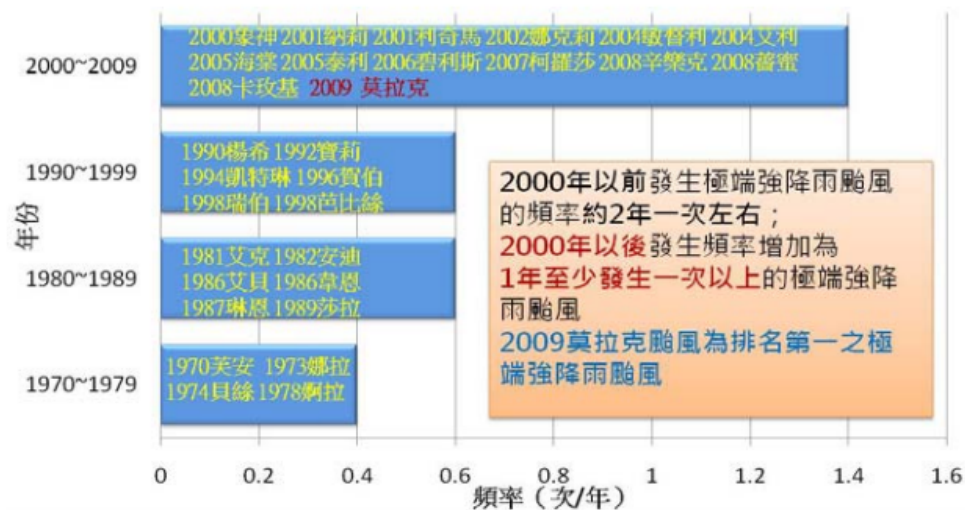 2000~2009
2000象神 2001納莉 2001利奇馬 2002娜克莉 2004敏督利 2004艾利
2005海棠 2005泰利 2006碧利斯 2007柯羅莎 2008辛樂克 2008薔蜜
2008卡玫基 2009 莫拉克
1990~1999
1990楊希 1992寶莉
1994凱特琳 1996賀伯
1998瑞伯 1998芭比絲
1980~1989
1981艾克 1982安迪
1986艾貝 1986韋恩
1987琳恩 1989莎拉
1970~1979
1970芙安 1973娜拉
1974貝絲 1978婀拉
年份
2000年以前發生極端強降雨颱風
的頻率約2年一次左右；
2000年以後發生頻率增加為
1年至少發生一次以上的極端強降
雨颱風
2009莫拉克颱風為排名第一之極
端強降雨颱風
0 0.2 0.4 0.6 0.8 1 1.2 1.4 1.6
頻率（次/年）